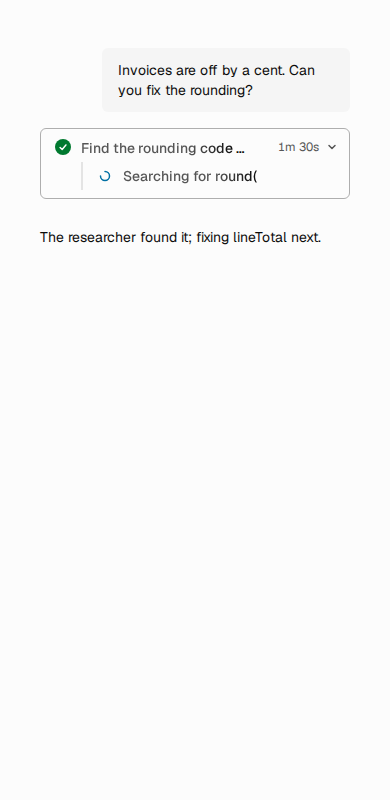 Invoices are off by a cent. Can
you fix the rounding?
Find the rounding code ... 1m 30s
Searching for round(
The researcher found it; fixing lineTotal next.